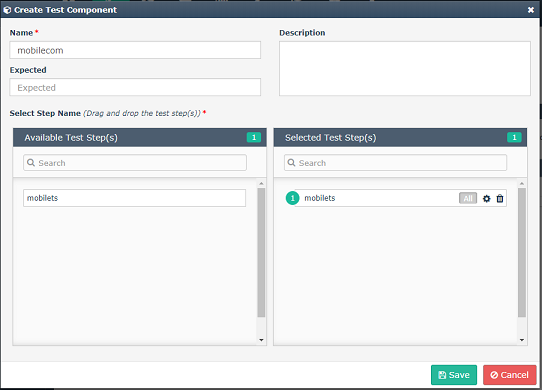 Create Test Component
Name *
Description
mobilecom
Expected
Expected
Select Step Name (Drag and drop the test step(s)) *
Available Test Step(s) 1
Selected Test Step(s) 1
Search
Search
mobilets
1 mobilets All
Save Cancel